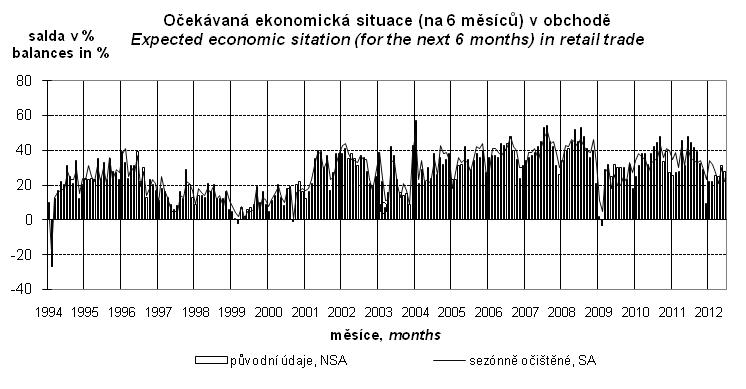 Očekávaná ekonomická situace (na 6 měsíců) v obchodě
Expected economic sitation (for the next 6 months) in retail trade
salda v %
balances in %
80
60
40
20
0
-20
-40
1994 1995 1996 1997 1998 1999 2000 2001 2002 2003 2004 2005 2006 2007 2008 2009 2010 2011 2012
měsíce, months
původní údaje, NSA
sezónně očištěné, SA